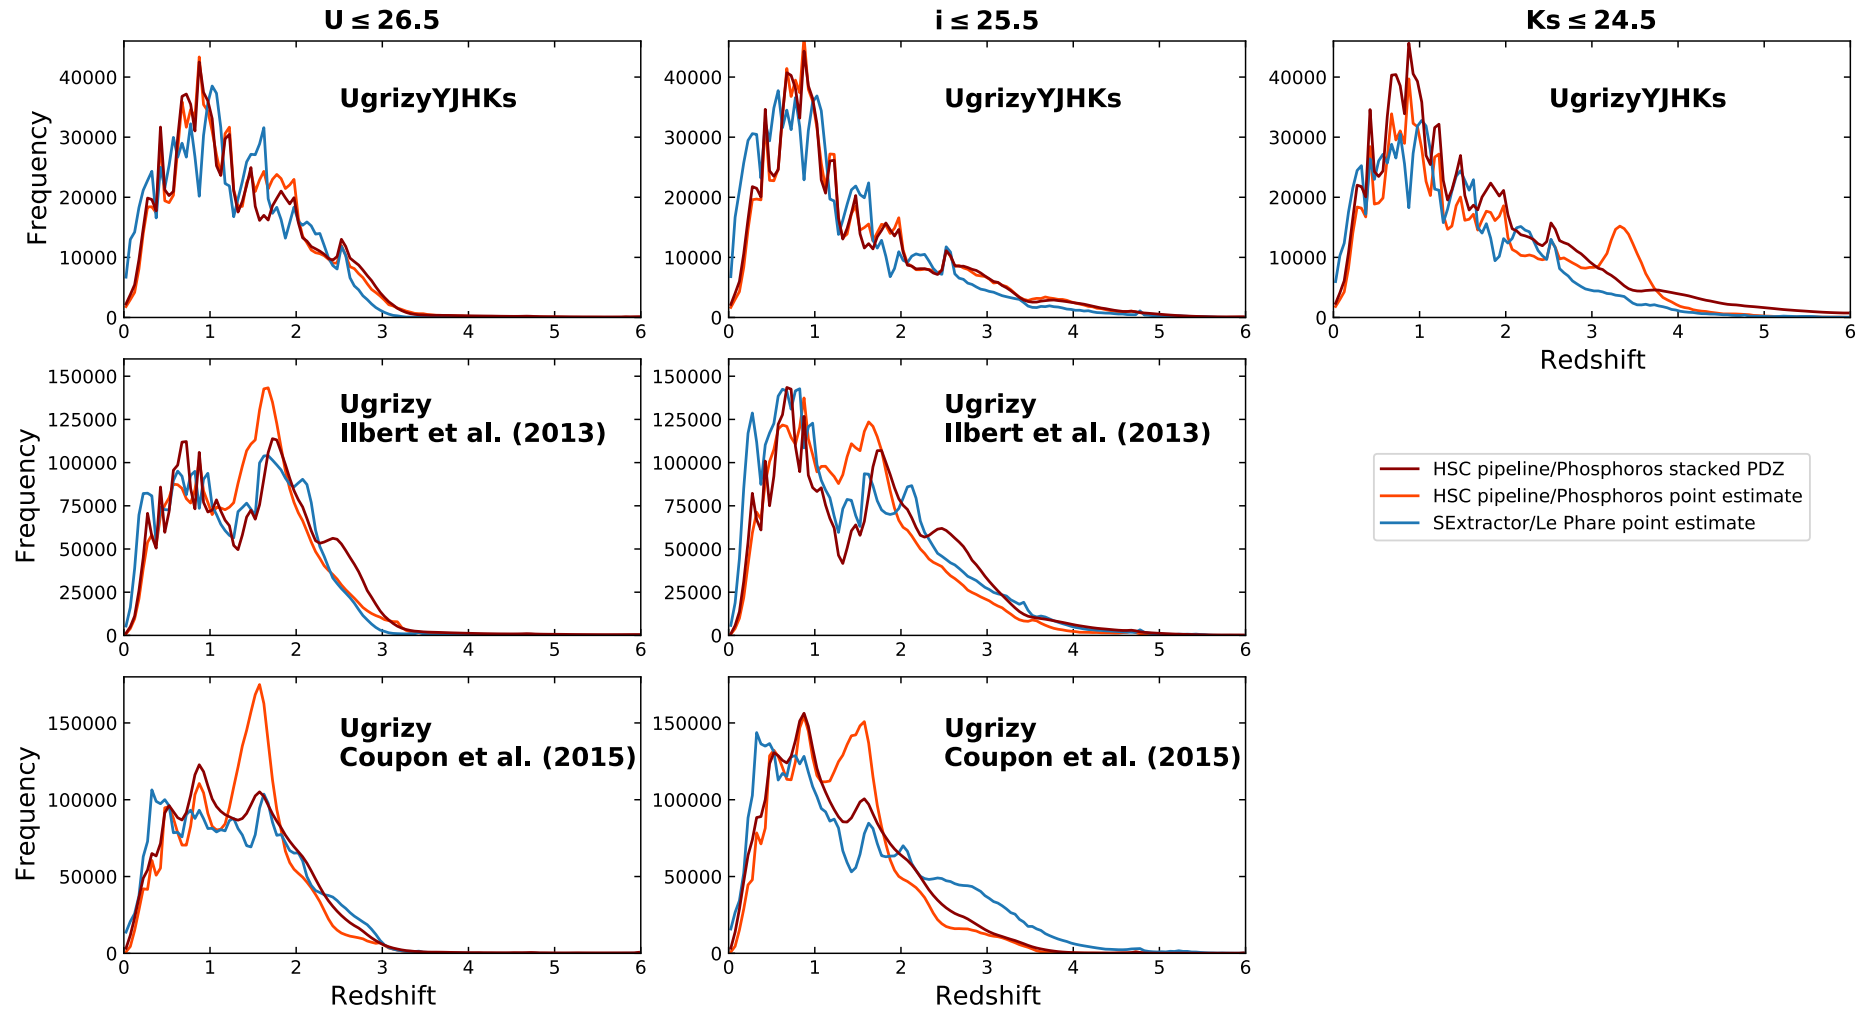 U ≤ 26.5
i ≤ 25.5
Ks ≤ 24.5
Frequency
40000
30000
20000
10000
0
0 1 2 3 4 5 6
UgrizyYJHKs
40000
30000
20000
10000
0
0 1 2 3 4 5 6
UgrizyYJHKs
40000
30000
20000
10000
0
0 1 2 3 4 5 6
UgrizyYJHKs
Redshift
Frequency
150000
125000
100000
75000
50000
25000
0
0 1 2 3 4 5 6
Ugrizy
Ilbert et al. (2013)
150000
125000
100000
75000
50000
25000
0
0 1 2 3 4 5 6
Ugrizy
Ilbert et al. (2013)
HSC pipeline/Phosphoros stacked PDZ
HSC pipeline/Phosphoros point estimate
SExtractor/Le Phare point estimate
Frequency
150000
100000
50000
0
0 1 2 3 4 5 6
Ugrizy
Coupon et al. (2015)
Redshift
150000
100000
50000
0
0 1 2 3 4 5 6
Ugrizy
Coupon et al. (2015)
Redshift